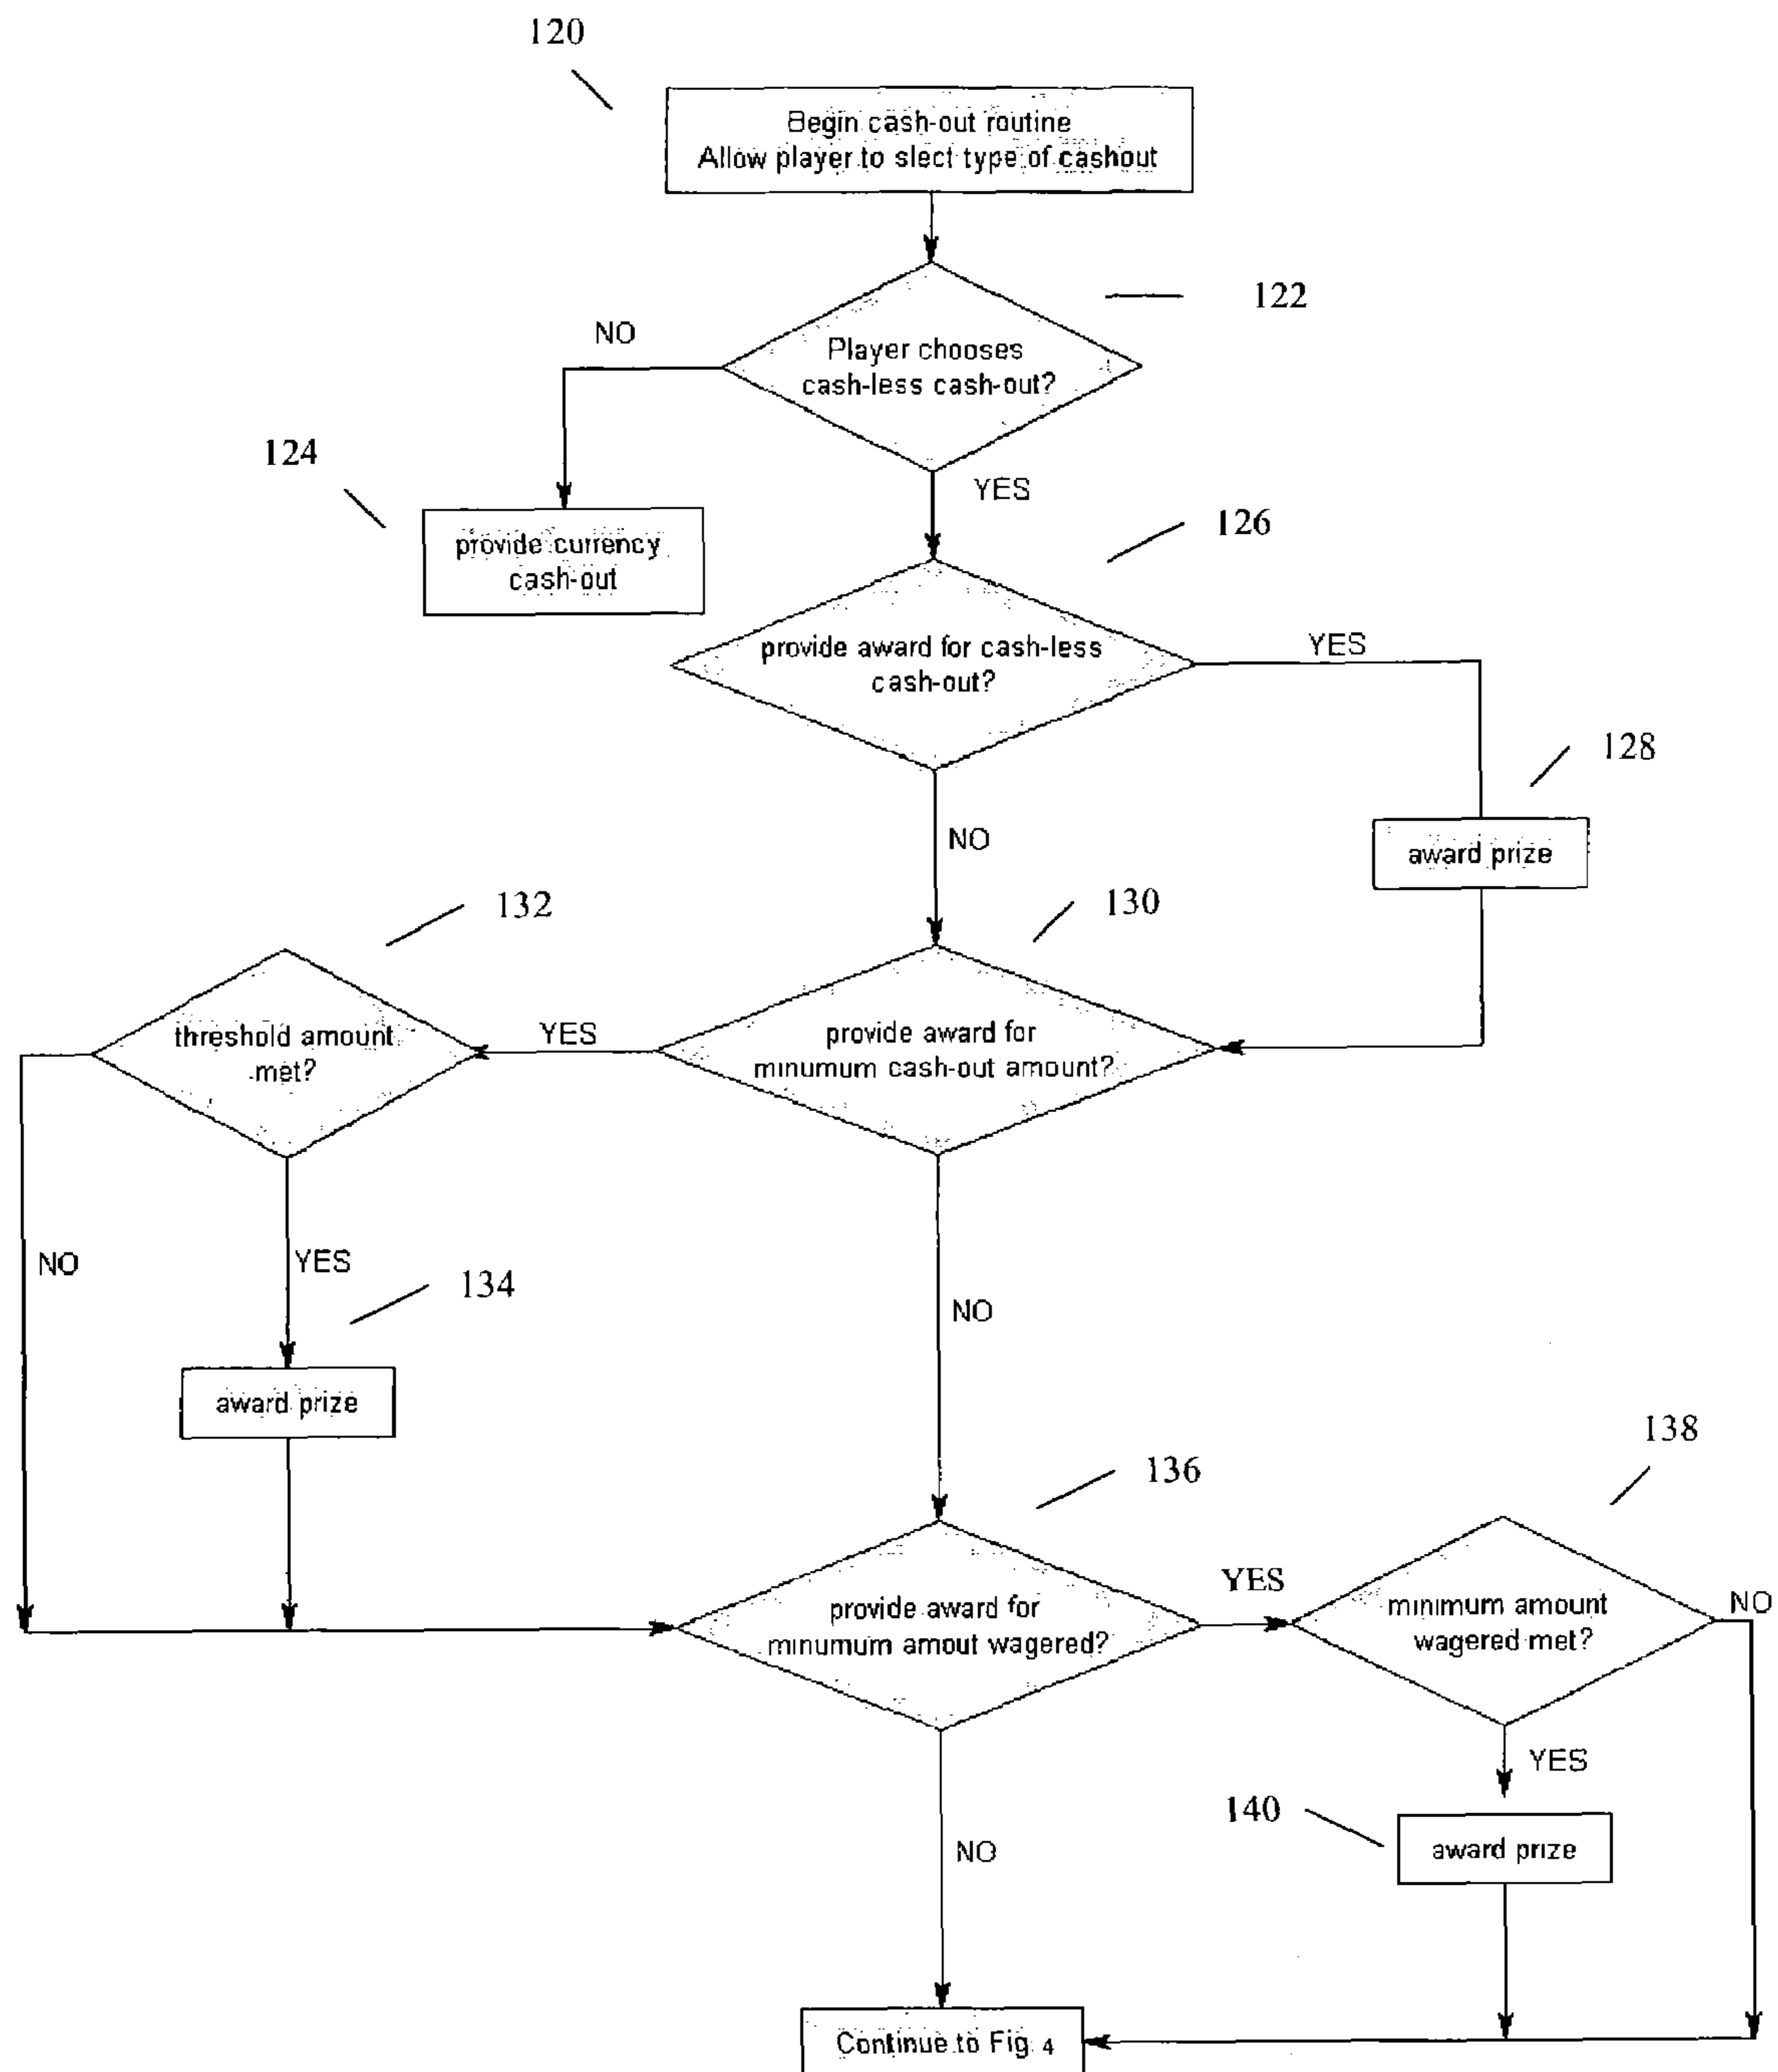 120
Begin cash-out routine
Allow player to slect type of cashout
122
NO
Player chooses
cash-less cash-out?
124
YES
provide currency
cash-out
126
provide award for cash-less
cash-out?
YES
128
NO
award prize
132
130
threshold amount
met?
YES
provide award for
minumum cash-out amount?
NO
YES
134
NO
award prize
138
136
YES
provide award for
minumum amout wagered?
minimum amount
wagered met?
NO
YES
140
NO
award prize
Continue to Fig. 4